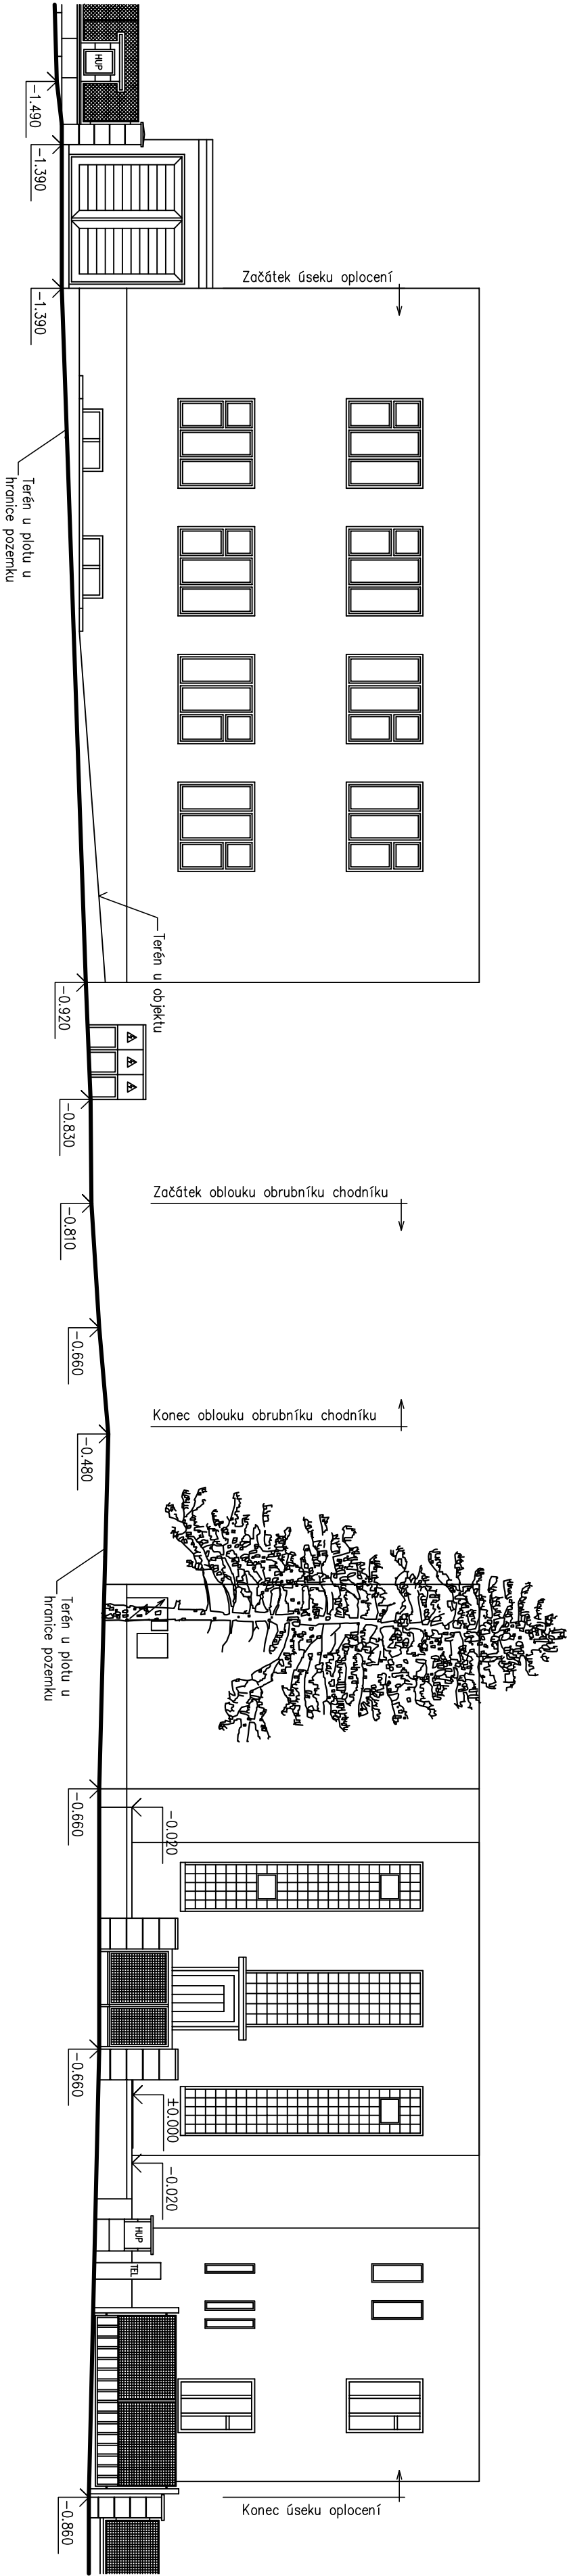 HUP
-1.490
-1.390
Začátek úseku oplocení
-1.390
Terén u plotu u
hranice pozemku
Terén u objektu
-0.920
-0.830
Začátek oblouku obrubníku chodníku
-0.810
-0.660
Konec oblouku obrubníku chodníku
-0.480
Terén u plotu u
hranice pozemku
-0.660
-0.020
-0.660
±0.000
-0.020
HUP
TEL
Konec úseku oplocení
-0.860